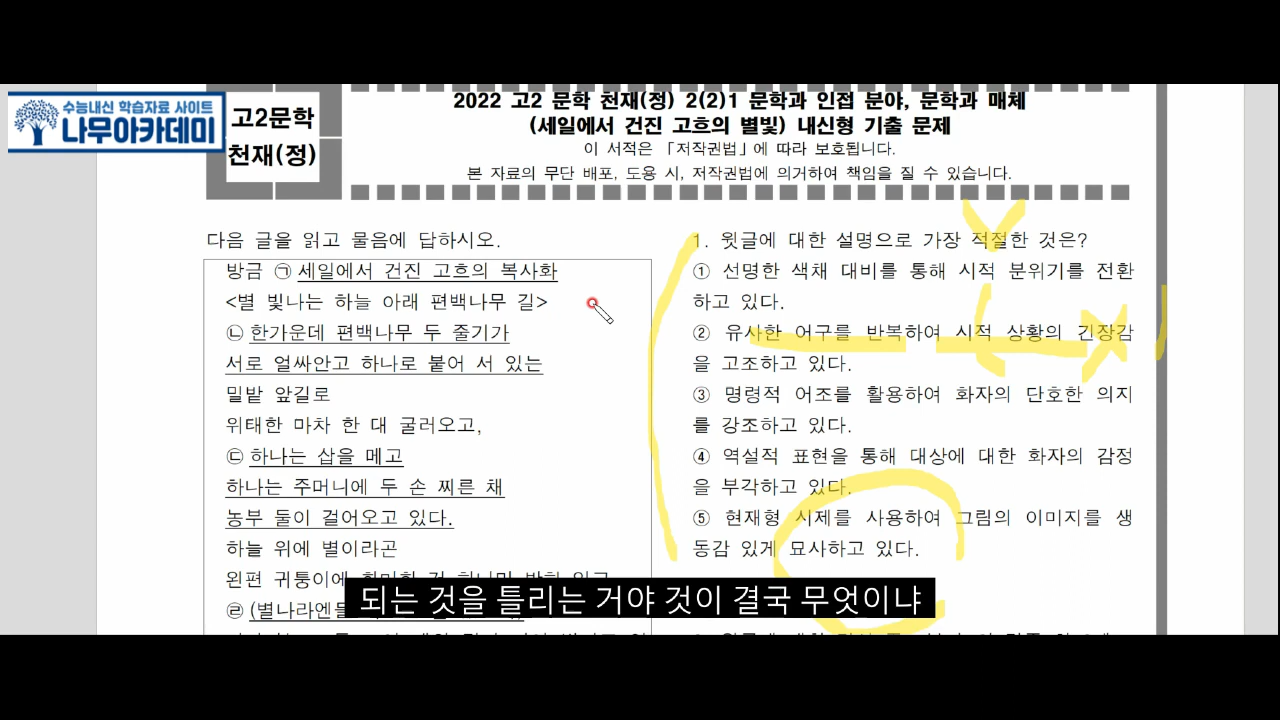 수능내신 학습자료 사이트
나무아카데미
고2문학
천재(정)
2022 고2 문학 천재(정) 2(2)1 문학과 인접 분야, 문학과 매체
(세일에서 건진 고흐의 별빛) 내신형 기출 문제
이 서적은 「저작권법」에 따라 보호됩니다.
본 자료의 무단 배포, 도용 시, 저작권법에 의거하여 책임을 질 수 있습니다.
다음 글을 읽고 물음에 답하시오.
방금 ㉠ 세일에서 건진 고흐의 복사화
<별 빛나는 하늘 아래 편백나무 길>
㉡ 한가운데 편백나무 두 줄기가
서로 얼싸안고 하나로 붙어 서 있는
밀밭 앞길로
위태한 마차 한 대 굴러오고,
㉢ 하나는 삽을 메고
하나는 주머니에 두 손 찌른 채
농부 둘이 걸어오고 있다.
하늘 위에 별이라곤
왼편 귀퉁이에
㉣ (별나라엔들
1. 윗글에 대한 설명으로 가장 적절한 것은?
① 선명한 색채 대비를 통해 시적 분위기를 전환
하고 있다.
② 유사한 어구를 반복하여 시적 상황의 긴장감
을 고조하고 있다.
③ 명령적 어조를 활용하여 화자의 단호한 의지
를 강조하고 있다.
④ 역설적 표현을 통해 대상에 대한 화자의 감정
을 부각하고 있다.
⑤ 현재형 시제를 사용하여 그림의 이미지를 생
동감 있게 묘사하고 있다.
되는 것을 틀리는 거야 것이 결국 무엇이냐